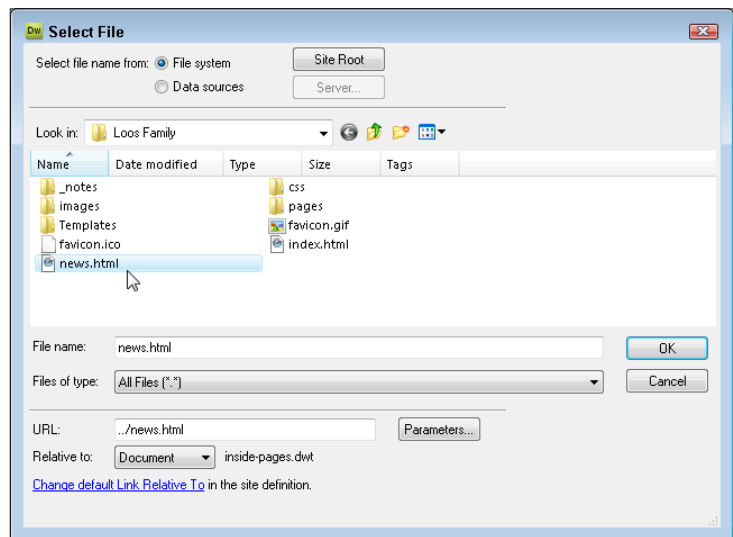 Dw Select File
Select file name from: File system Site Root
Data sources Server...
Look in: Loos Family
Name Date modified Type Size Tags
_notes css
images pages
Templates favicon.gif
favicon.ico index.html
news.html
File name: news.html OK
Files of type: All Files (*.*) Cancel
URL: ../news.html Parameters...
Relative to: Document inside-pages.dwt
Change default Link Relative To in the site definition.